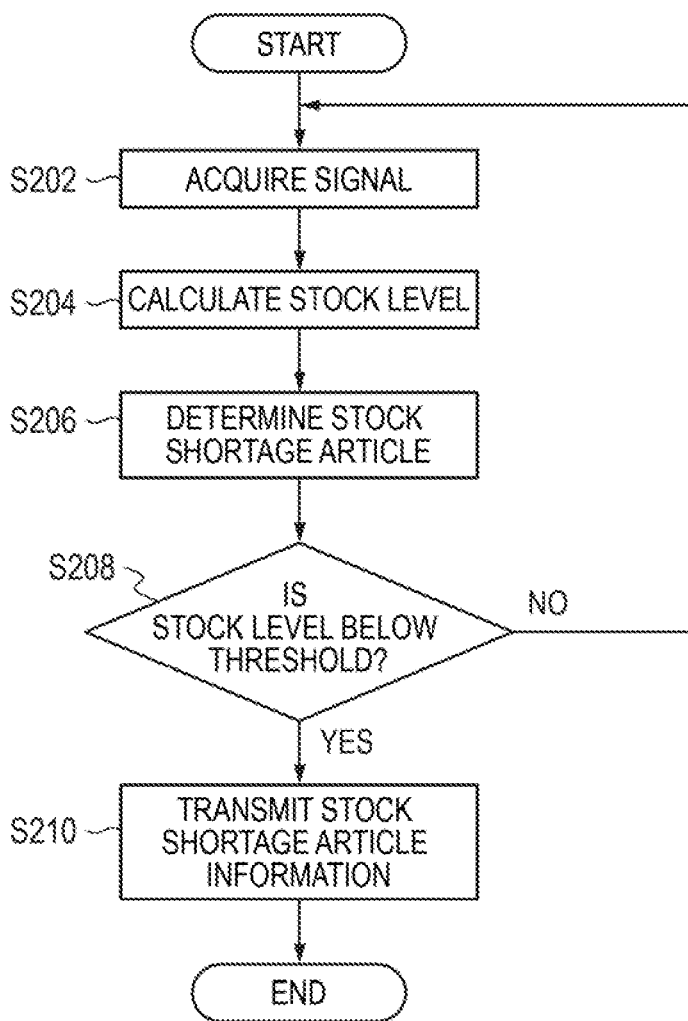 START
S202
ACQUIRE SIGNAL
S204
CALCULATE STOCK LEVEL
S206
DETERMINE STOCK
SHORTAGE ARTICLE
S208
IS
STOCK LEVEL BELOW
THRESHOLD?
NO
YES
S210
TRANSMIT STOCK
SHORTAGE ARTICLE
INFORMATION
END